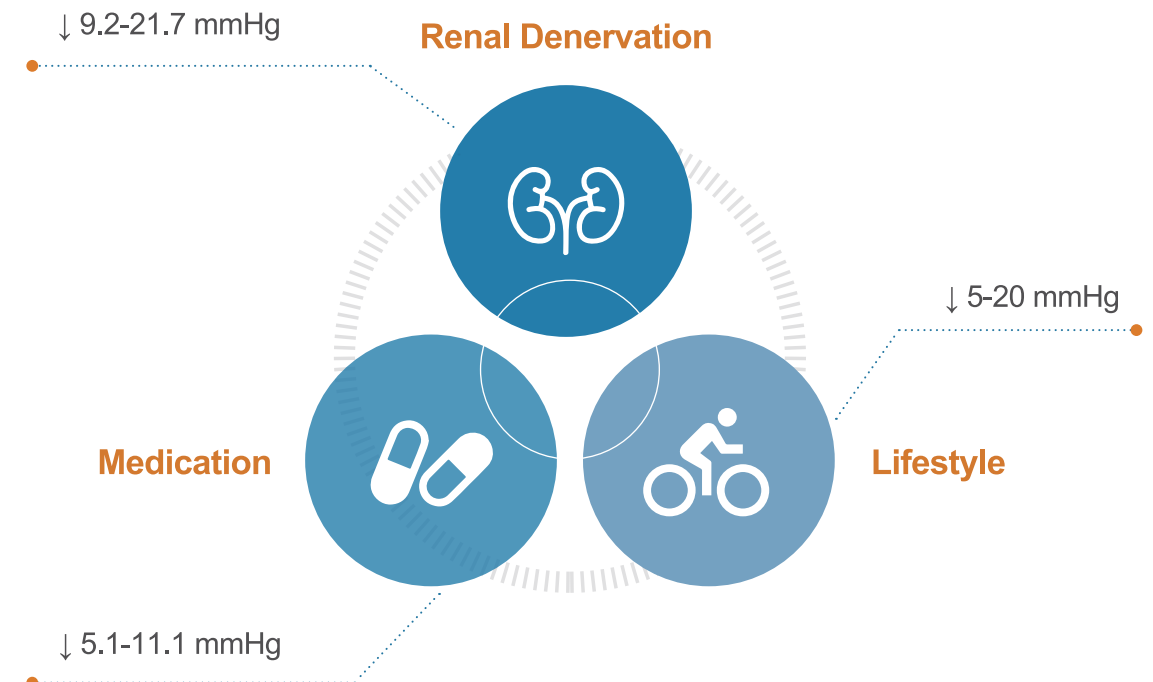 ↓ 9.2-21.7 mmHg
Renal Denervation
↓ 5-20 mmHg
Medication
Lifestyle
↓ 5.1-11.1 mmHg